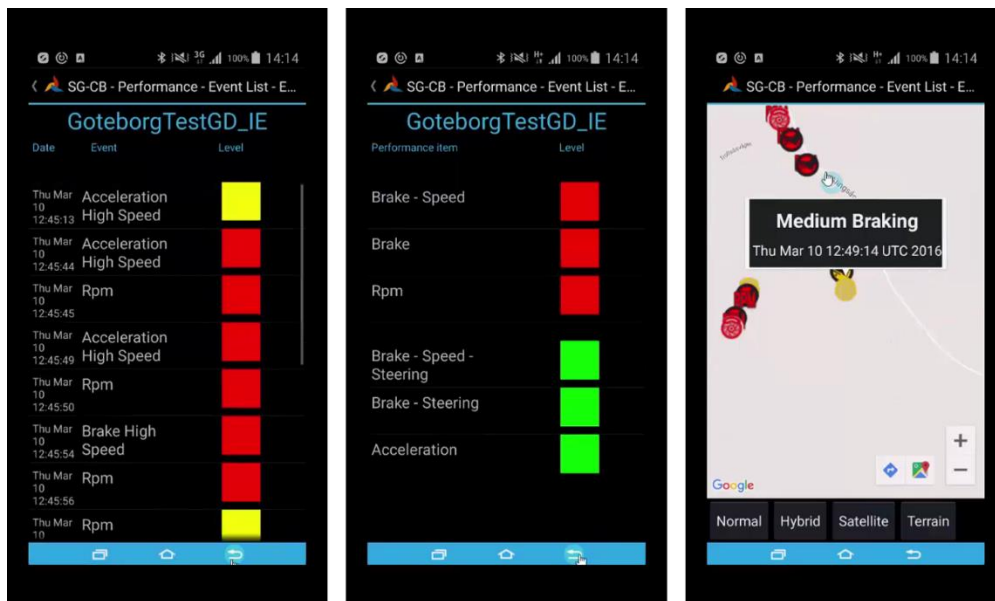 3G 100% 14:14
SG-CB - Performance - Event List - E...
GoteborgTestGD_IE
Date Event Level
Thu Mar
10
12:45:13
Acceleration
High Speed
Thu Mar
10
12:45:44
Acceleration
High Speed
Thu Mar
10
12:45:45
Rpm
Thu Mar
10
12:45:49
Acceleration
High Speed
Thu Mar
10
12:45:50
Rpm
Thu Mar
10
12:45:54
Brake High
Speed
Thu Mar
10
12:45:56
Rpm
Thu Mar
10
Rpm
H+ 100% 14:14
SG-CB - Performance - Event List - E...
GoteborgTestGD_IE
Performance item Level
Brake - Speed
Brake
Rpm
Brake - Speed -
Steering
Brake - Steering
Acceleration
H+ 100% 14:14
SG-CB - Performance - Event List - E...
Medium Braking
Thu Mar 10 12:49:14 UTC 2016
+
−
Google
Normal Hybrid Satellite Terrain